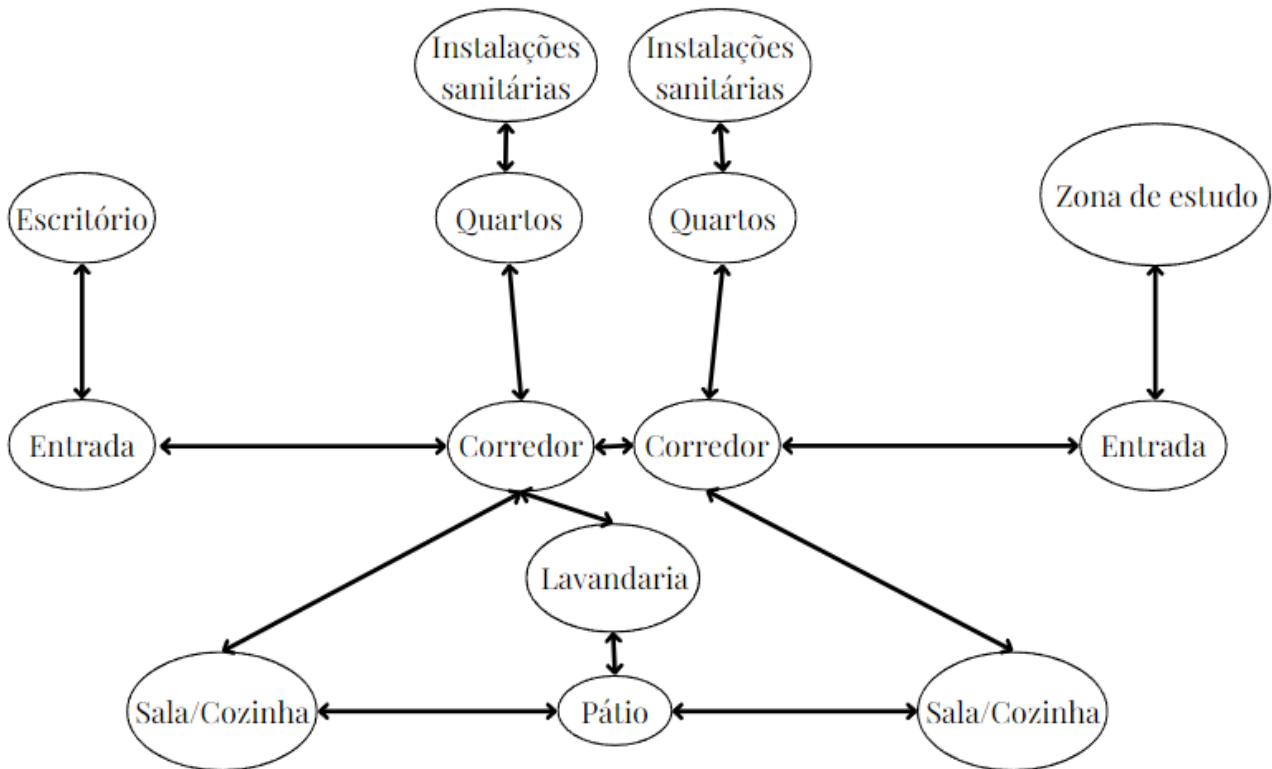 Instalações
sanitárias
Instalações
sanitárias
Escritório
Quartos
Quartos
Zona de estudo
Entrada
Corredor
Corredor
Entrada
Lavandaria
Sala/Cozinha
Pátio
Sala/Cozinha